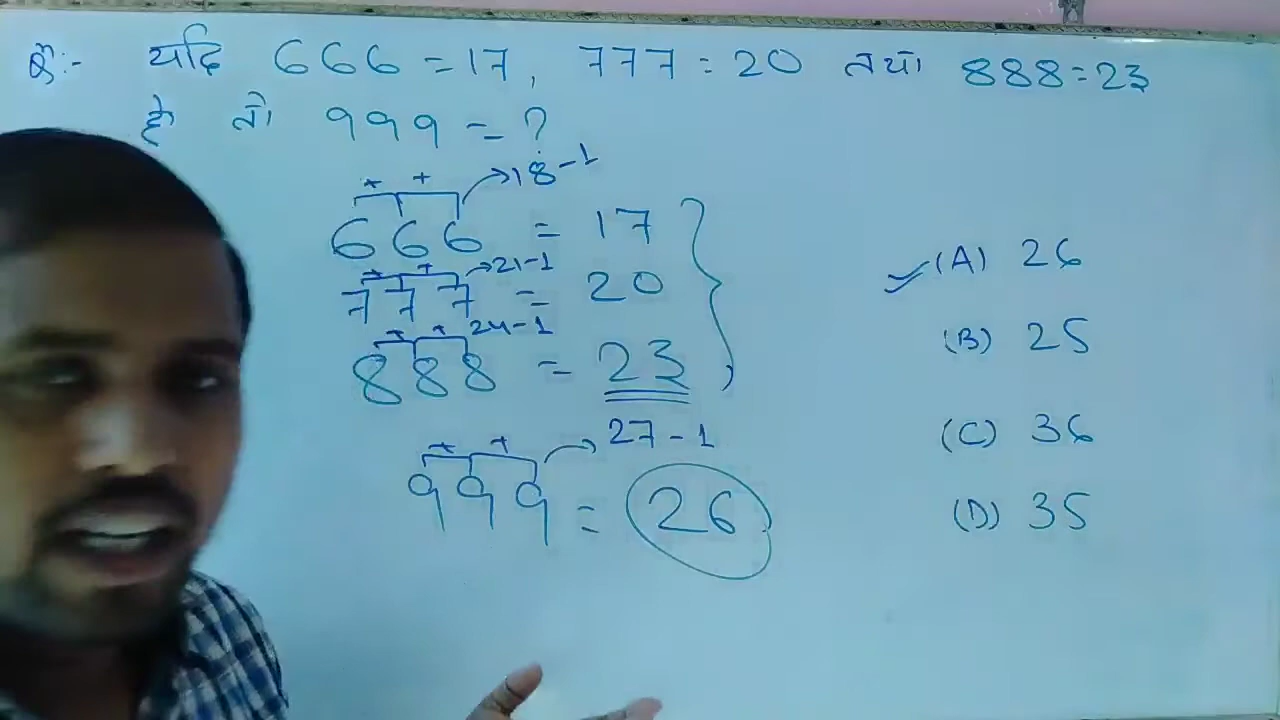 प्र:- यदि 666 = 17, 777 = 20 तथा 888 = 23
है तो 999 = ?
+ + 18-1
666 = 17
+ + 21-1
777 = 20
+ + 24-1
888 = 23
+ + 27-1
999 = 26
(A) 26
(B) 25
(C) 36
(D) 35